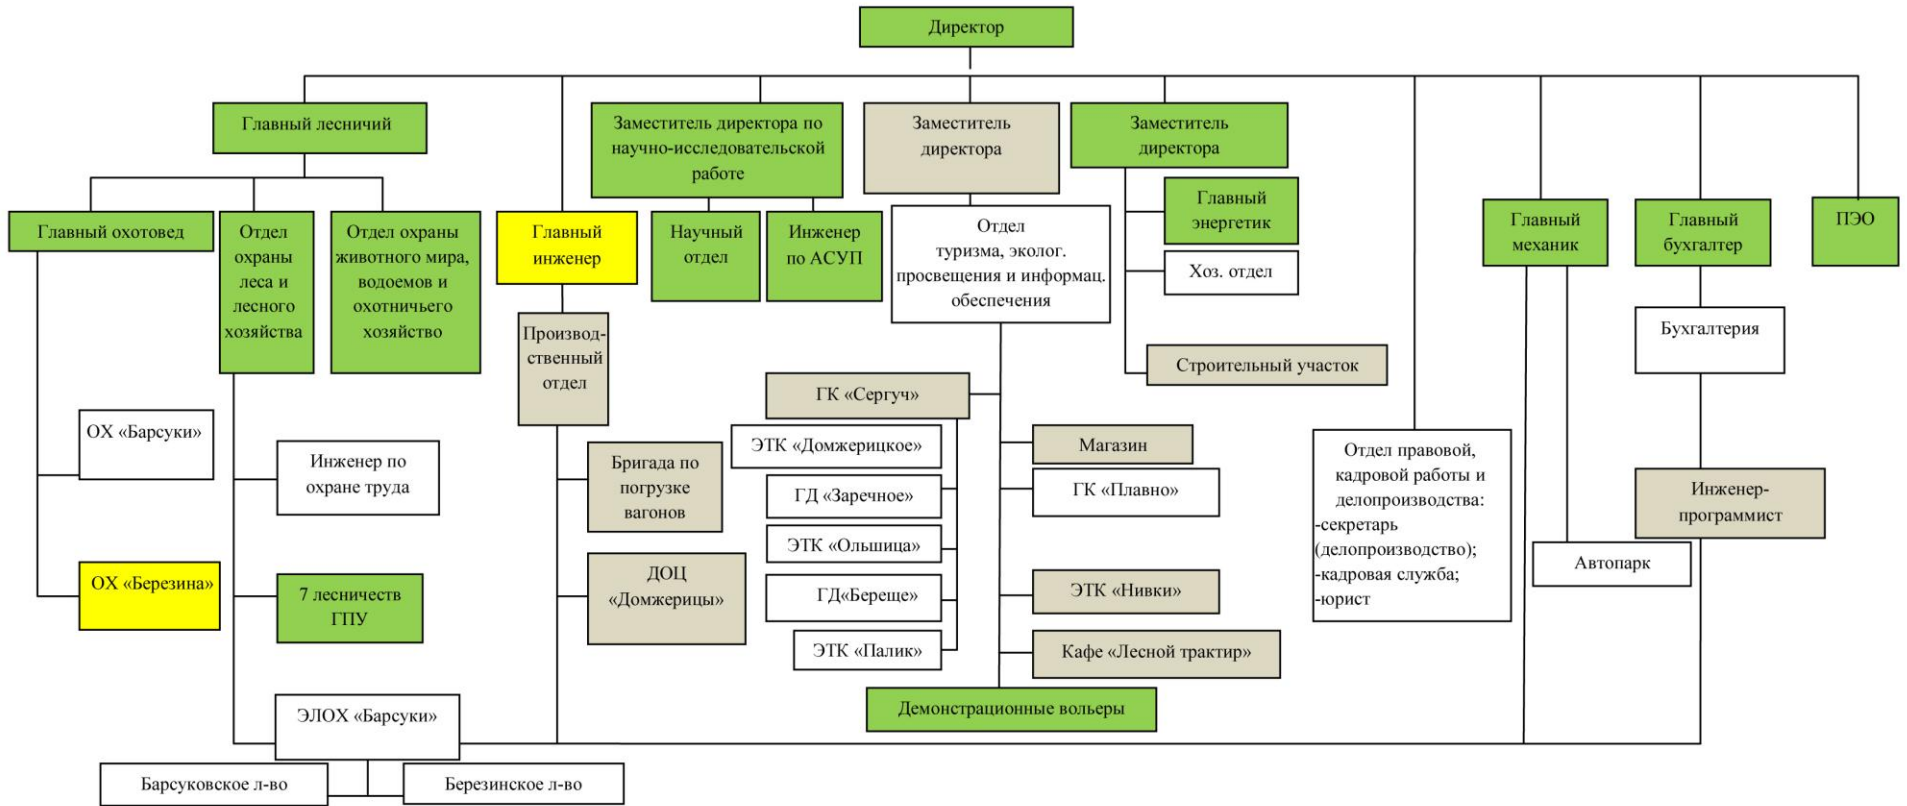 Директор
Главный лесничий
Заместитель директора по
научно-исследовательской
работе
Заместитель
директора
Заместитель
директора
Главный охотовед
Отдел
охраны
леса и
лесного
хозяйства
Отдел охраны
животного мира,
водоемов и
охотничьего
хозяйство
Главный
инженер
Научный
отдел
Инженер
по АСУП
Отдел
туризма, эколог.
просвещения и информац.
обеспечения
Главный
энергетик
Хоз. отдел
Главный
механик
Главный
бухгалтер
ПЭО
Производ-
ственный
отдел
Бухгалтерия
Строительный участок
ГК «Сергуч»
ОХ «Барсуки»
Инженер по
охране труда
Бригада по
погрузке
вагонов
ЭТК «Домжерицкое»
Магазин
ГД «Заречное»
ГК «Плавно»
Отдел правовой,
кадровой работы и
делопроизводства:
-секретарь
(делопроизводство);
-кадровая служба;
-юрист
Инженер-
программист
ЭТК «Ольшица»
Автопарк
ОХ «Березина»
7 лесничеств
ГПУ
ДОЦ
«Домжерицы»
ГД«Береще»
ЭТК «Нивки»
ЭТК «Палик»
Кафе «Лесной трактир»
Демонстрационные вольеры
ЭЛОХ «Барсуки»
Барсуковское л-во
Березинское л-во